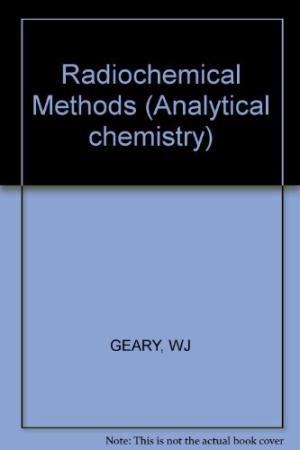 Radiochemical
Methods (Analytical
chemistry)
GEARY, WJ
Note: This is not the actual book cover